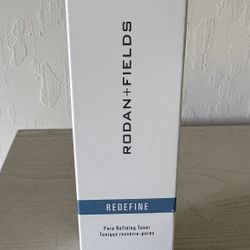 RODAN+FIELDS
REDEFINE
Pore Refining Toner
Tonique resserre-pores